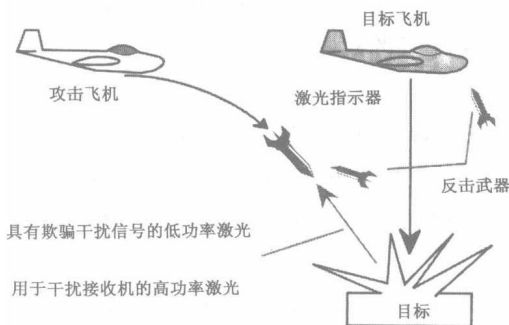 目标飞机
攻击飞机
激光指示器
反击武器
具有欺骗干扰信号的低功率激光
用于干扰接收机的高功率激光
目标